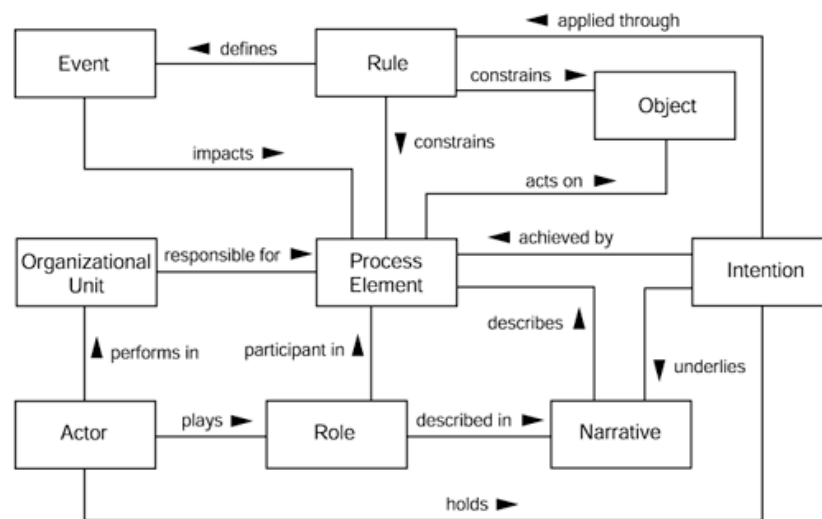 applied through
defines
Event
Rule
constrains
Object
impacts
constrains
acts on
achieved by
Organizational
Unit
responsible for
Process
Element
Intention
describes
performs in
participant in
underlies
Actor
plays
Role
described in
Narrative
holds